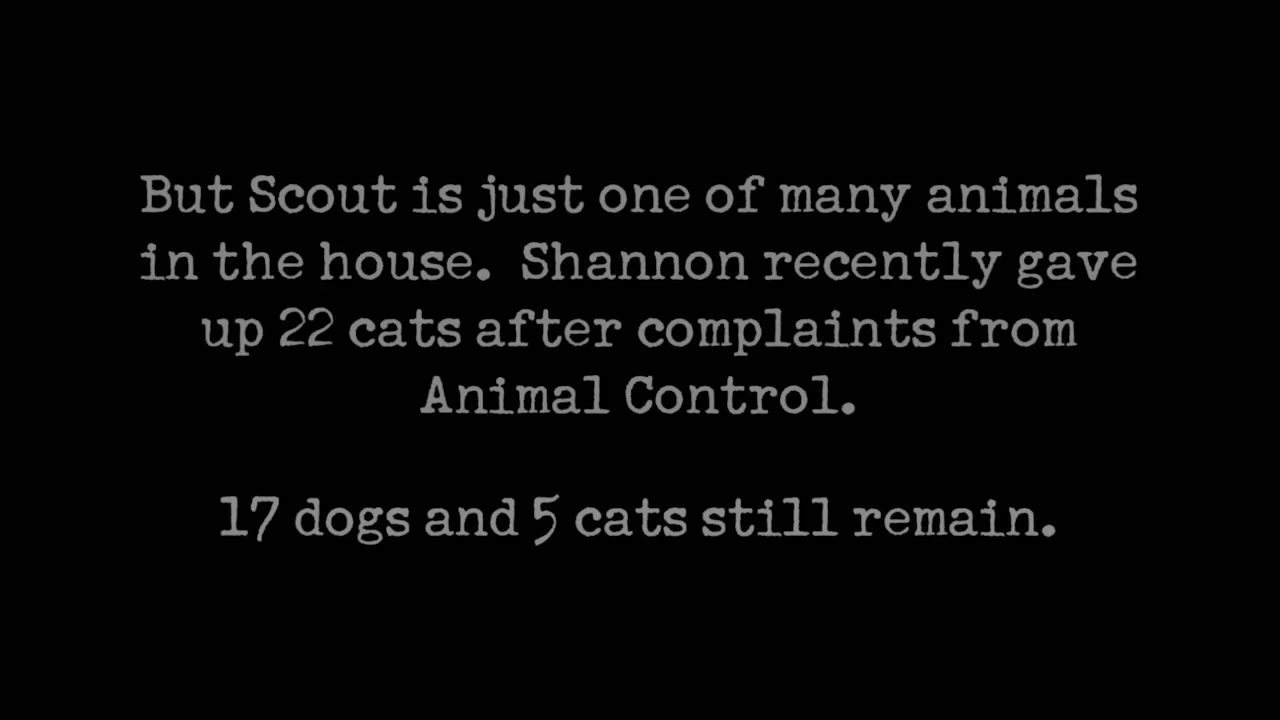 But Scout is just one of many animals
in the house.  Shannon recently gave
up 22 cats after complaints from
Animal Control.
17 dogs and 5 cats still remain.